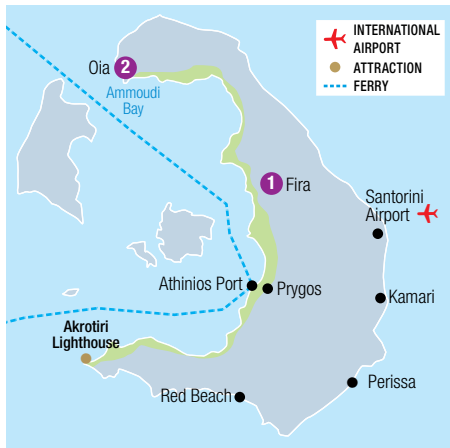 INTERNATIONAL
AIRPORT
ATTRACTION
FERRY
Oia 2
Ammoudi
Bay
1 Fira
Santorini
Airport
Athinios Port
Prygos
Kamari
Akrotiri
Lighthouse
Perissa
Red Beach